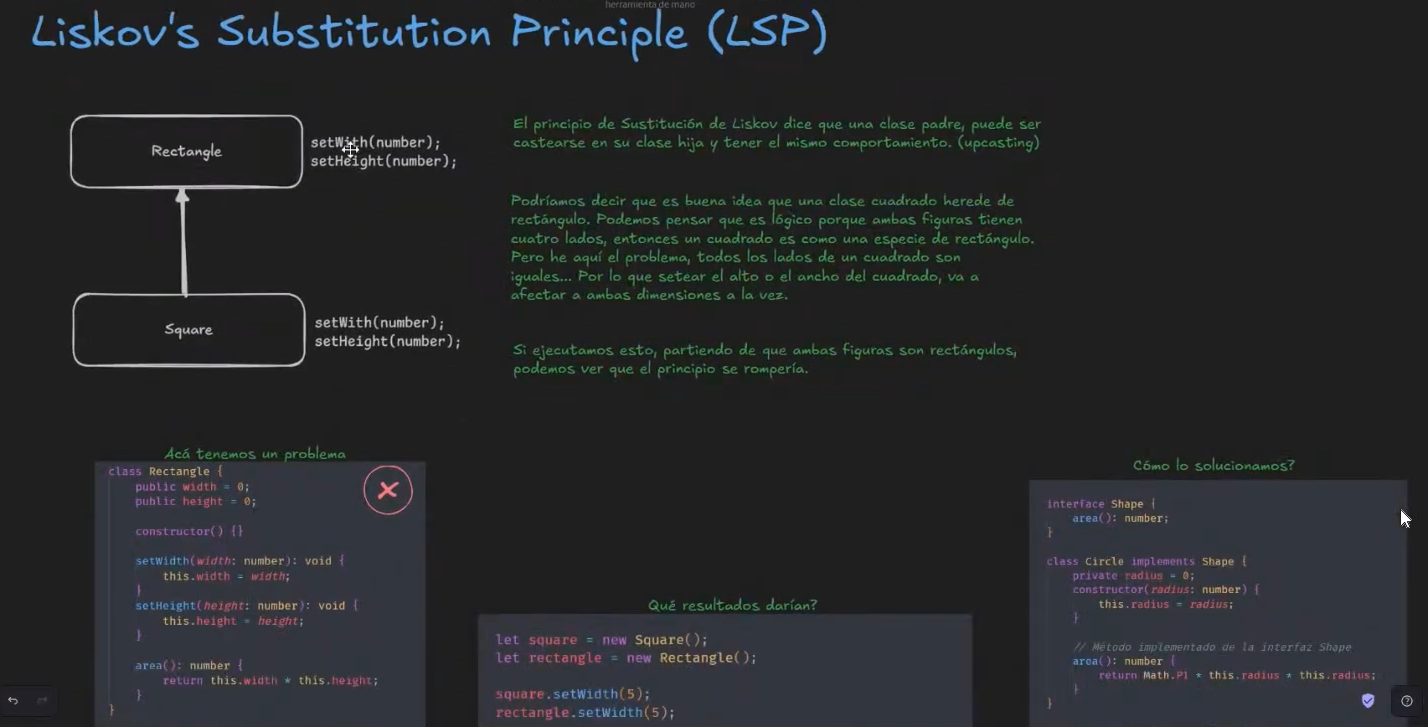 herramienta de mano
Liskov's Substitution Principle (LSP)
Rectangle
setWith(number);
setHeight(number);
Square
setWith(number);
setHeight(number);
El principio de Sustitución de Liskov dice que una clase padre, puede ser
castearse en su clase hija y tener el mismo comportamiento. (upcasting)
Podríamos decir que es buena idea que una clase cuadrado herede de
rectángulo. Podemos pensar que es lógico porque ambas figuras tienen
cuatro lados, entonces un cuadrado es como una especie de rectángulo.
Pero he aquí el problema, todos los lados de un cuadrado son
iguales... Por lo que setear el alto o el ancho del cuadrado, va a
afectar a ambas dimensiones a la vez.
Si ejecutamos esto, partiendo de que ambas figuras son rectángulos,
podemos ver que el principio se rompería.
Acá tenemos un problema
class Rectangle {
public width = 0;
public height = 0;
constructor() {}
setWidth(width: number): void {
this.width = width;
}
setHeight(height: number): void {
this.height = height;
}
area(): number {
return this.width * this.height;
}
}
Qué resultados darían?
let square = new Square();
let rectangle = new Rectangle();
square.setWidth(5);
rectangle.setWidth(5);
Cómo lo solucionamos?
interface Shape {
area(): number;
}
class Circle implements Shape {
private radius = 0;
constructor(radius: number) {
this.radius = radius;
}
// Método implementado de la interfaz Shape
area(): number {
return Math.PI * this.radius * this.radius;
}
}